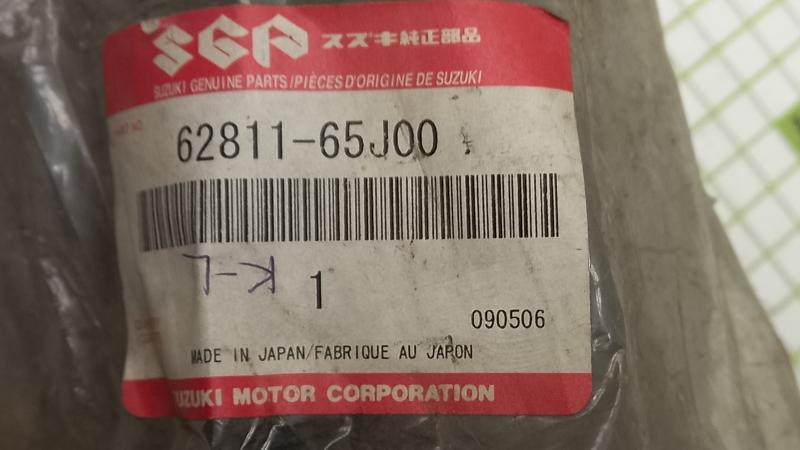 SGP スズキ純正部品
SUZUKI GENUINE PARTS/PIÈCES D'ORIGINE DE SUZUKI
62811-65J00
1
090506
MADE IN JAPAN/FABRIQUE AU JAPON
SUZUKI MOTOR CORPORATION